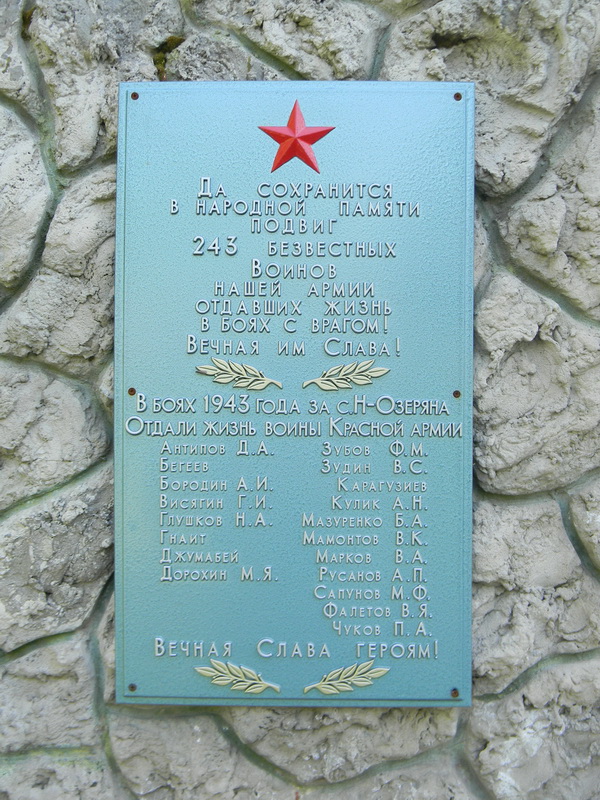 Да сохранится
в народной памяти
подвиг
243 безвестных
Воинов
нашей армии
отдавших жизнь
в боях с врагом!
Вечная им Слава!
В боях 1943 года за с.Н-Озеряна
Отдали жизнь воины Красной армии
Антипов Д.А.
Бегеев
Бородин А.И.
Висягин Г.И.
Глушков Н.А.
Гнаит
Джумабей
Дорохин М.Я.
Зубов Ф.М.
Зудин В.С.
Карагузиев
Кулик А.Н.
Мазуренко Б.А.
Мамонтов В.К.
Марков В.А.
Русанов А.П.
Сапунов М.Ф.
Фалетов В.Я.
Чуков П.А.
Вечная Слава героям!